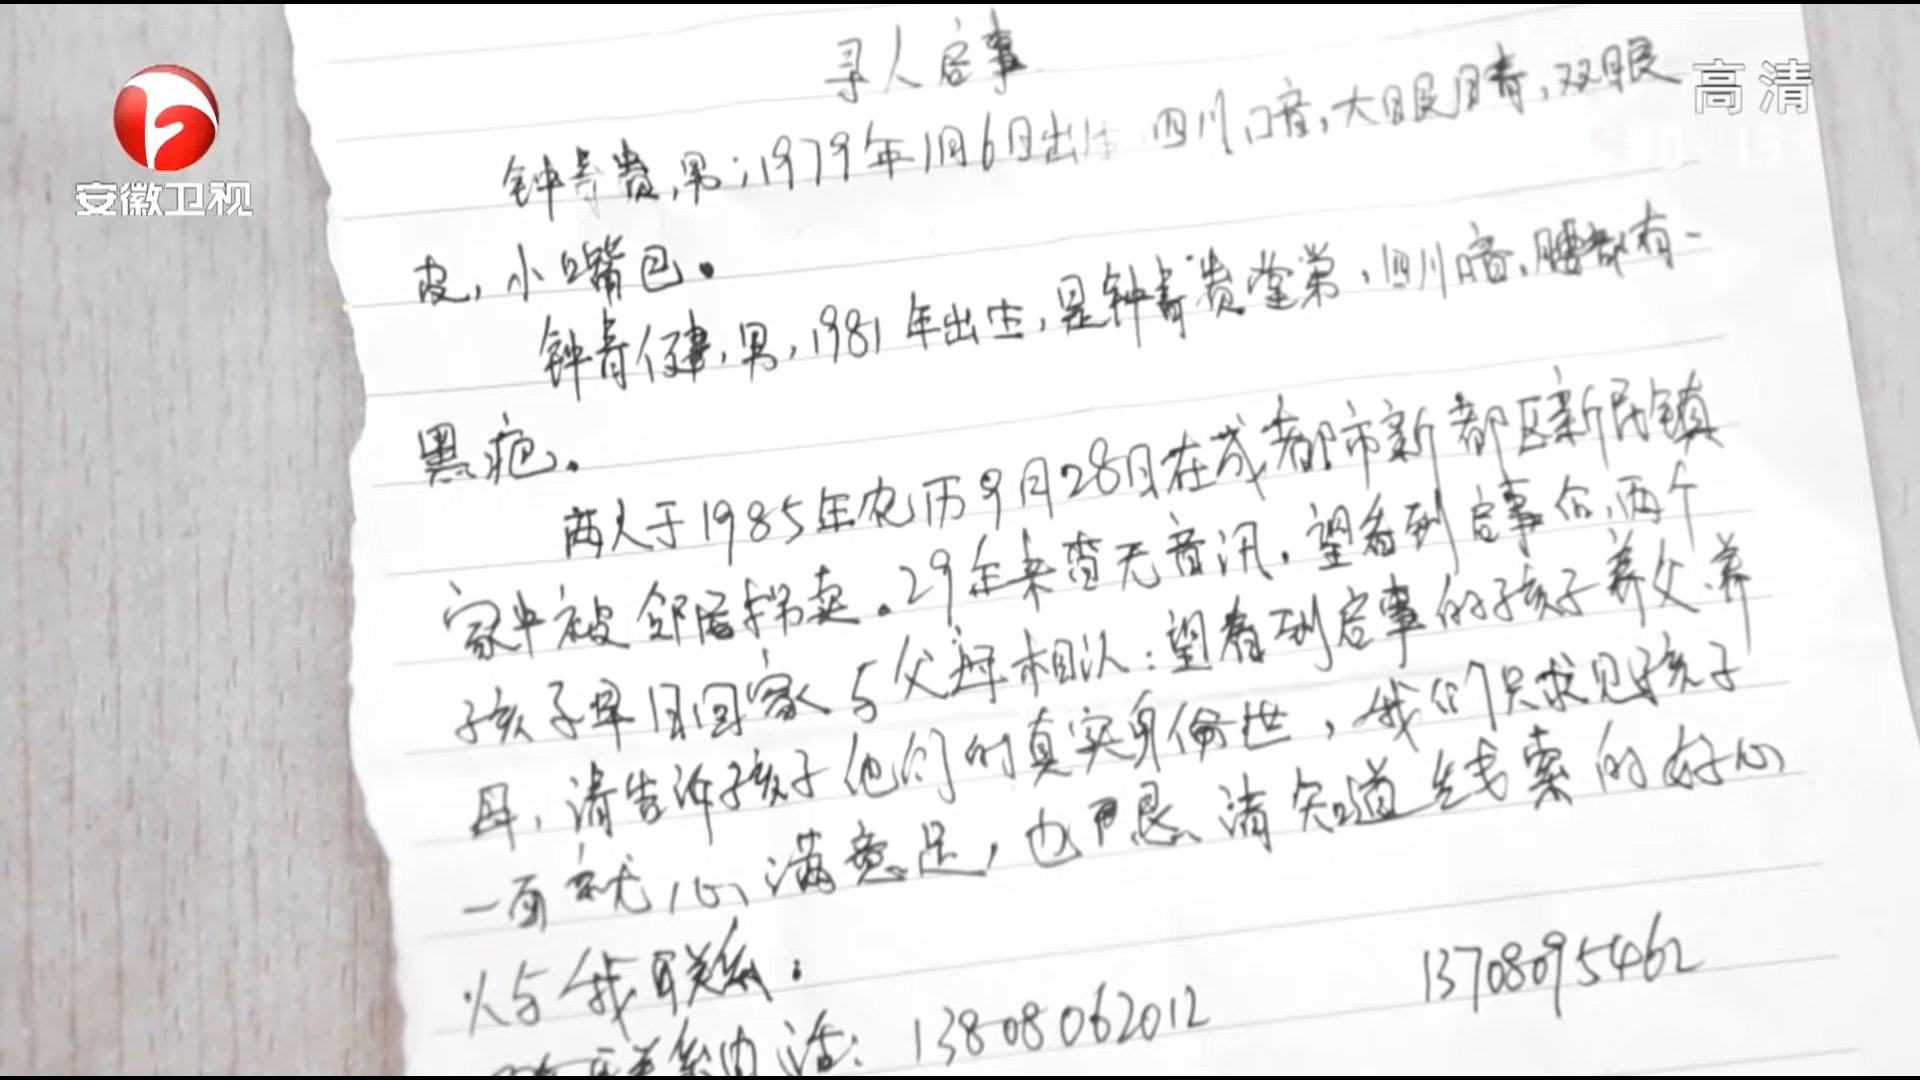 安徽卫视
高清
寻人启事
钟青贵,男;1979年1月6日出生 四川口音,大眼睛,双眼
皮,小嘴巴。
钟青健,男,1981年出生,是钟青贵堂弟,四川口音、腰部有一
黑疤。
两人于1985年农历9月28日在成都市新都区新民镇
家中被邻居拐卖。29年来杳无音讯.望看到启事后,两个
孩子早日回家与父母相认:望看到启事的孩子养父、养
母,请告诉孩子他们的真实身世,我们只求见孩子
一面就心满意足,也恳请知道线索的好心
人与我联系:
联系电话:13808062012 13708095462